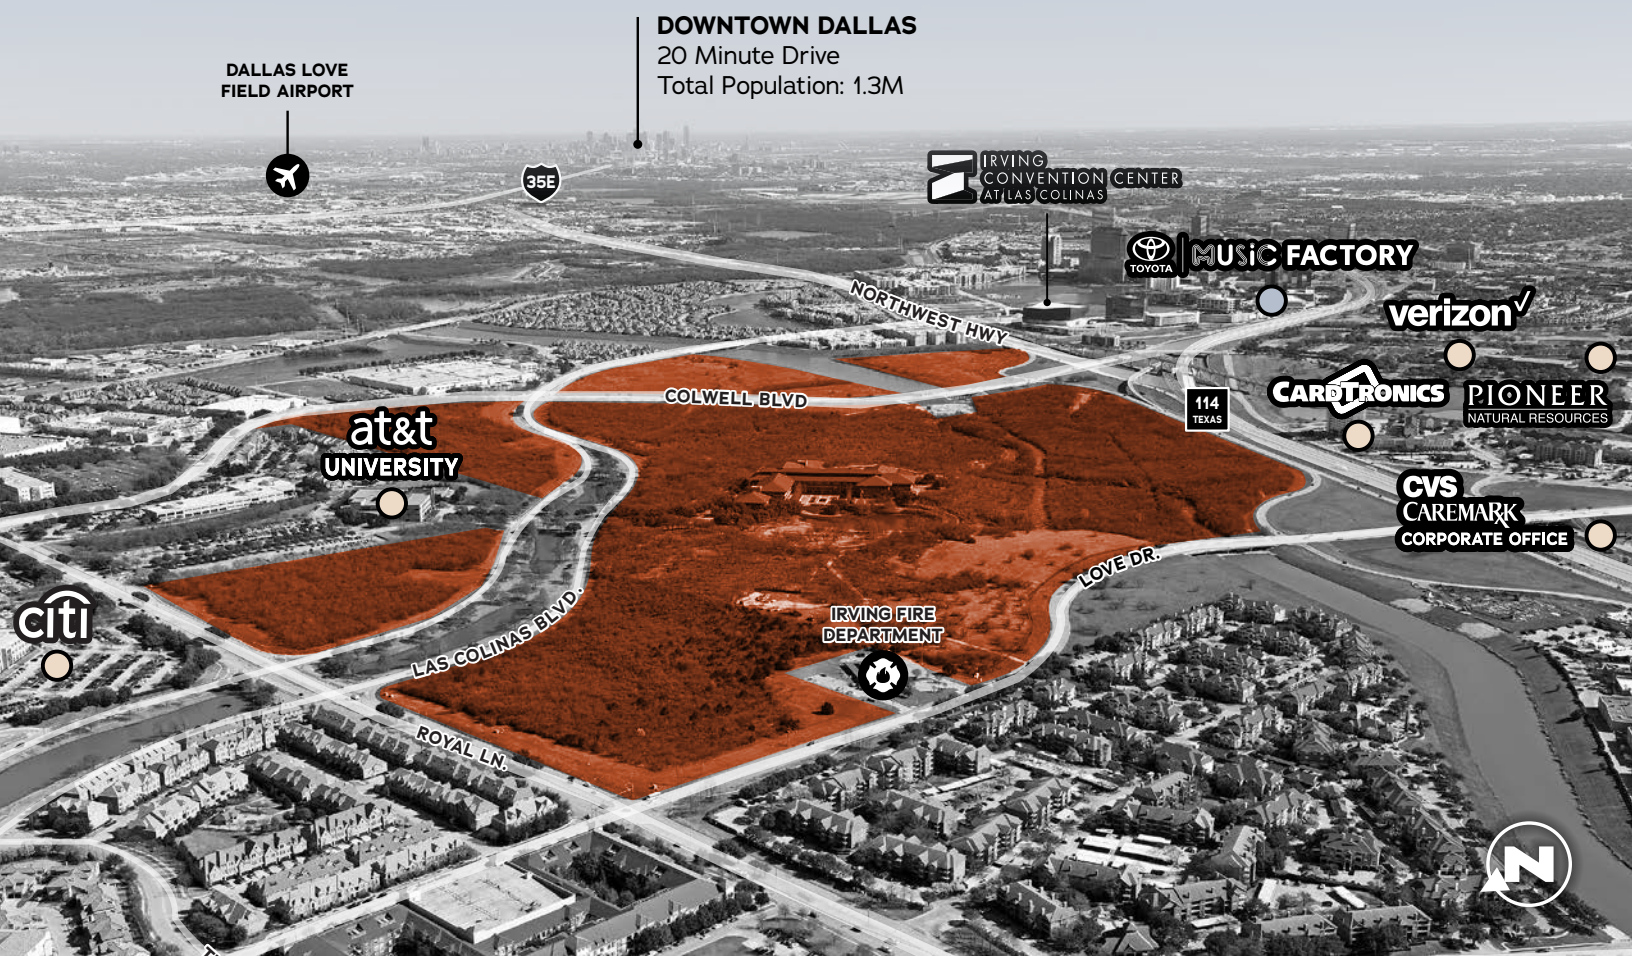 DOWNTOWN DALLAS
20 Minute Drive
Total Population: 1.3M
DALLAS LOVE
FIELD AIRPORT
35E
IRVING
CONVENTION CENTER
AT LAS COLINAS
TOYOTA
MUSiC FACTORY
NORTHWEST HWY
verizon
COLWELL BLVD
114
TEXAS
CARDTRONICS
PIONEER
NATURAL RESOURCES
at&t
UNIVERSITY
CVS
CAREMARK
CORPORATE OFFICE
LOVE DR.
citi
LAS COLINAS BLVD.
IRVING FIRE
DEPARTMENT
ROYAL LN.
N